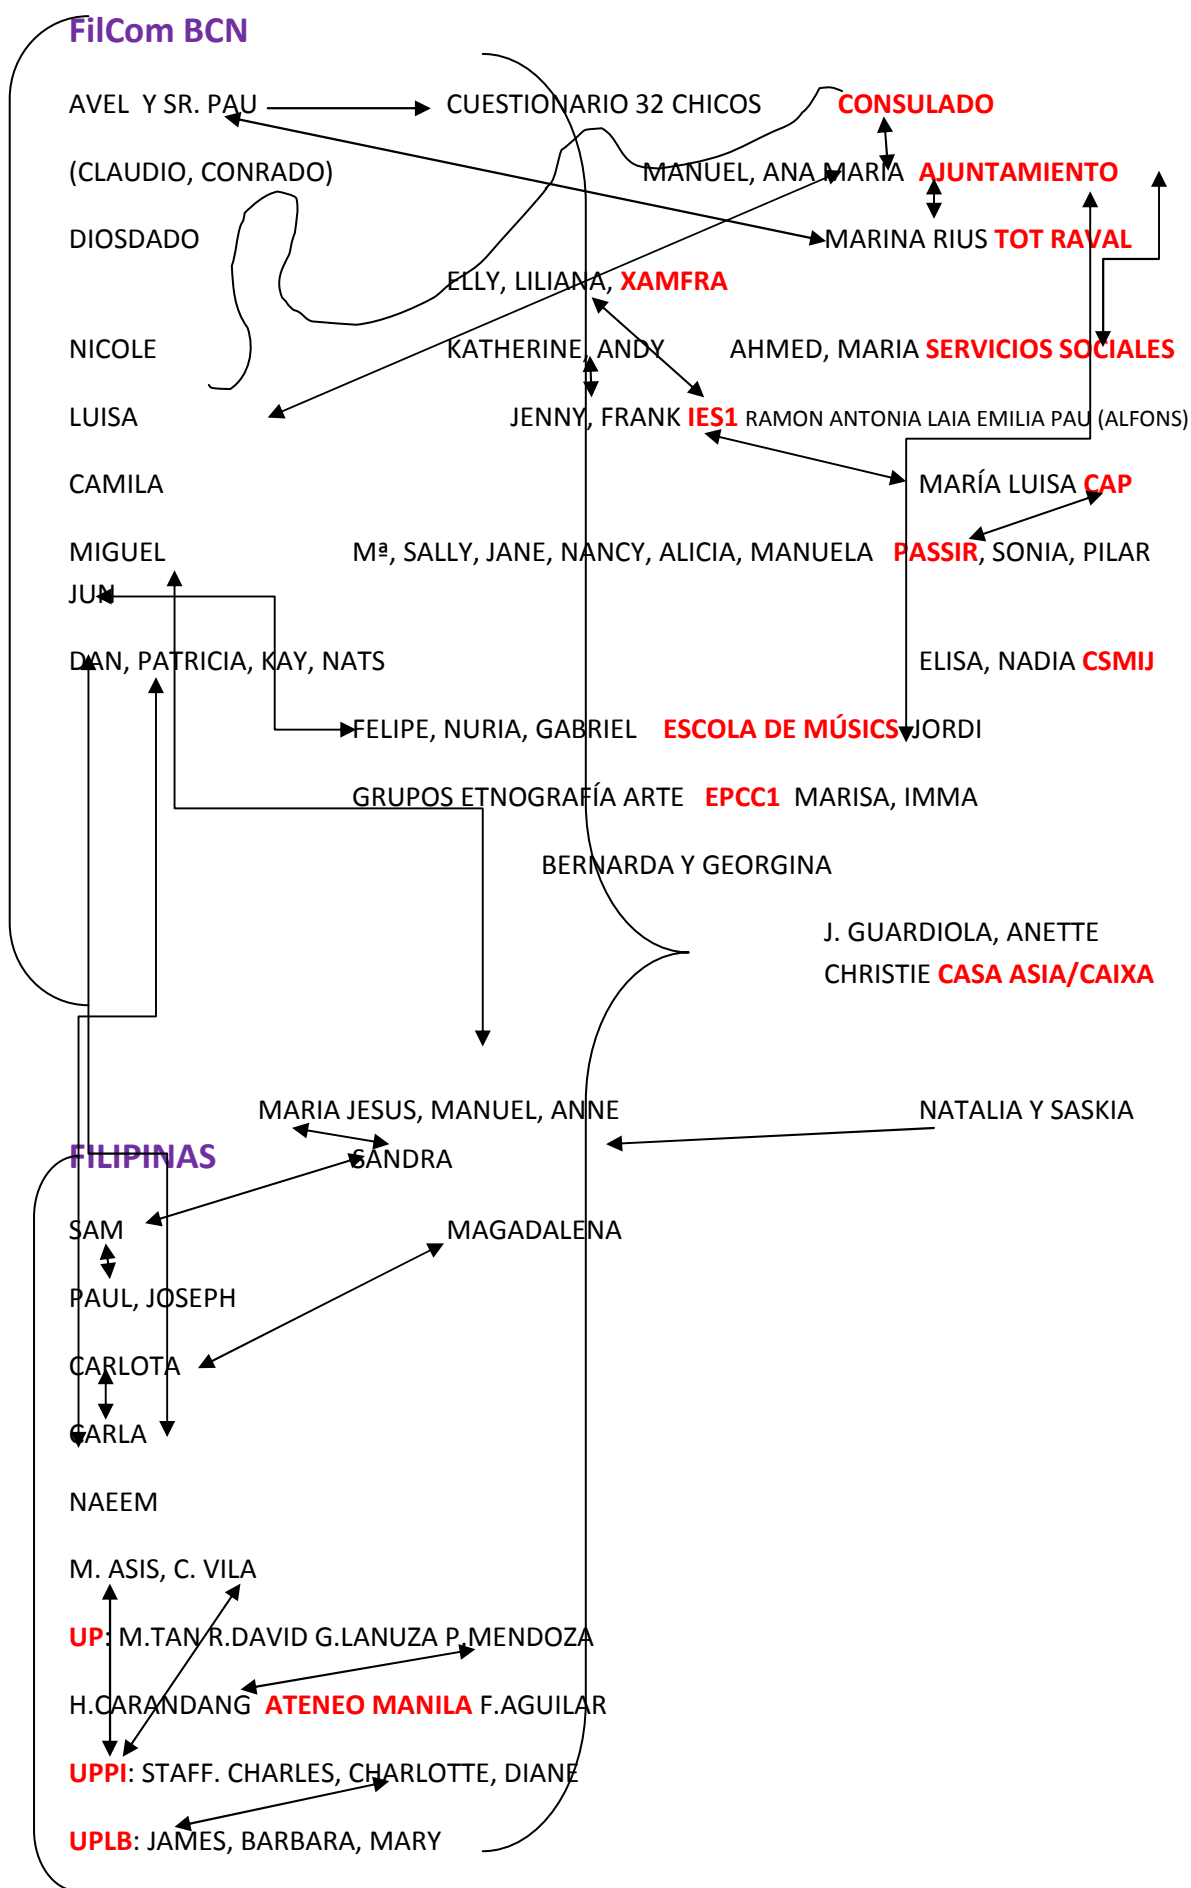 FilCom BCN
AVEL Y SR. PAU CUESTIONARIO 32 CHICOS CONSULADO
(CLAUDIO, CONRADO) MANUEL, ANA MARIA AJUNTAMIENTO
DIOSDADO MARINA RIUS TOT RAVAL
ELLY, LILIANA, XAMFRA
NICOLE KATHERINE, ANDY AHMED, MARIA SERVICIOS SOCIALES
LUISA JENNY, FRANK IES1 RAMON ANTONIA LAIA EMILIA PAU (ALFONS)
CAMILA MARÍA LUISA CAP
MIGUEL Mª, SALLY, JANE, NANCY, ALICIA, MANUELA PASSIR, SONIA, PILAR
JUN
DAN, PATRICIA, KAY, NATS ELISA, NADIA CSMIJ
FELIPE, NURIA, GABRIEL ESCOLA DE MÚSICS JORDI
GRUPOS ETNOGRAFÍA ARTE EPCC1 MARISA, IMMA
BERNARDA Y GEORGINA
J. GUARDIOLA, ANETTE
CHRISTIE CASA ASIA/CAIXA
MARIA JESUS, MANUEL, ANNE NATALIA Y SASKIA
FILIPINAS SANDRA
SAM MAGADALENA
PAUL, JOSEPH
CARLOTA
CARLA
NAEEM
M. ASIS, C. VILA
UP: M.TAN R.DAVID G.LANUZA P.MENDOZA
H.CARANDANG ATENEO MANILA F.AGUILAR
UPPI: STAFF. CHARLES, CHARLOTTE, DIANE
UPLB: JAMES, BARBARA, MARY